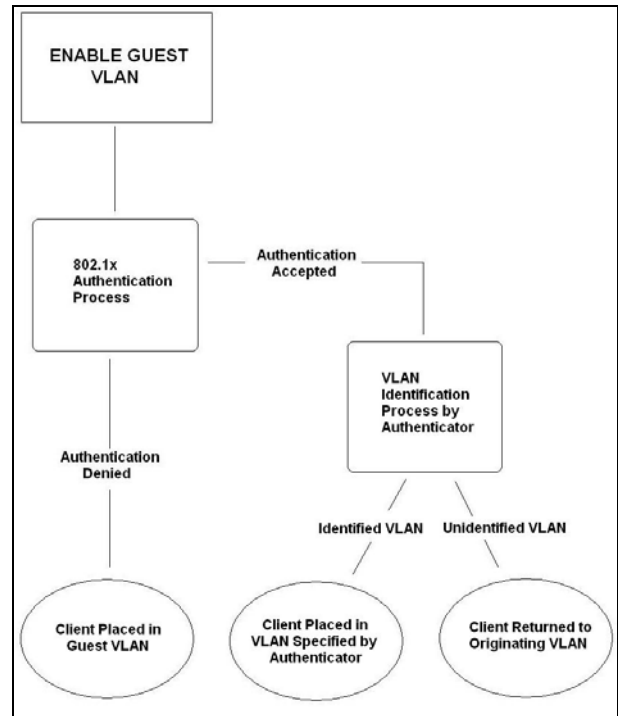 ENABLE GUEST
VLAN
802.1x
Authentication
Process
Authentication
Accepted
VLAN
Identification
Process by
Authenticator
Authentication
Denied
Identified VLAN
Unidentified VLAN
Client Placed in
Guest VLAN
Client Placed in
VLAN Specified by
Authenticator
Client Returned to
Originating VLAN